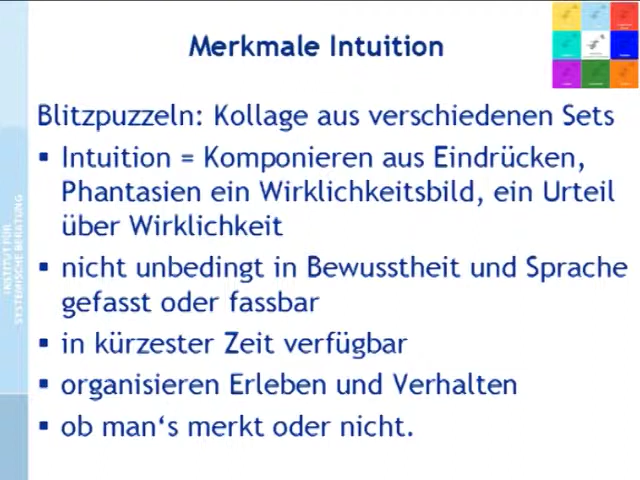 Merkmale Intuition
Blitzpuzzeln: Kollage aus verschiedenen Sets
▪ Intuition = Komponieren aus Eindrücken,
Phantasien ein Wirklichkeitsbild, ein Urteil
über Wirklichkeit
▪ nicht unbedingt in Bewusstheit und Sprache
gefasst oder fassbar
▪ in kürzester Zeit verfügbar
▪ organisieren Erleben und Verhalten
▪ ob man‘s merkt oder nicht.
INSTITUT FÜR
SYSTEMISCHE BERATUNG